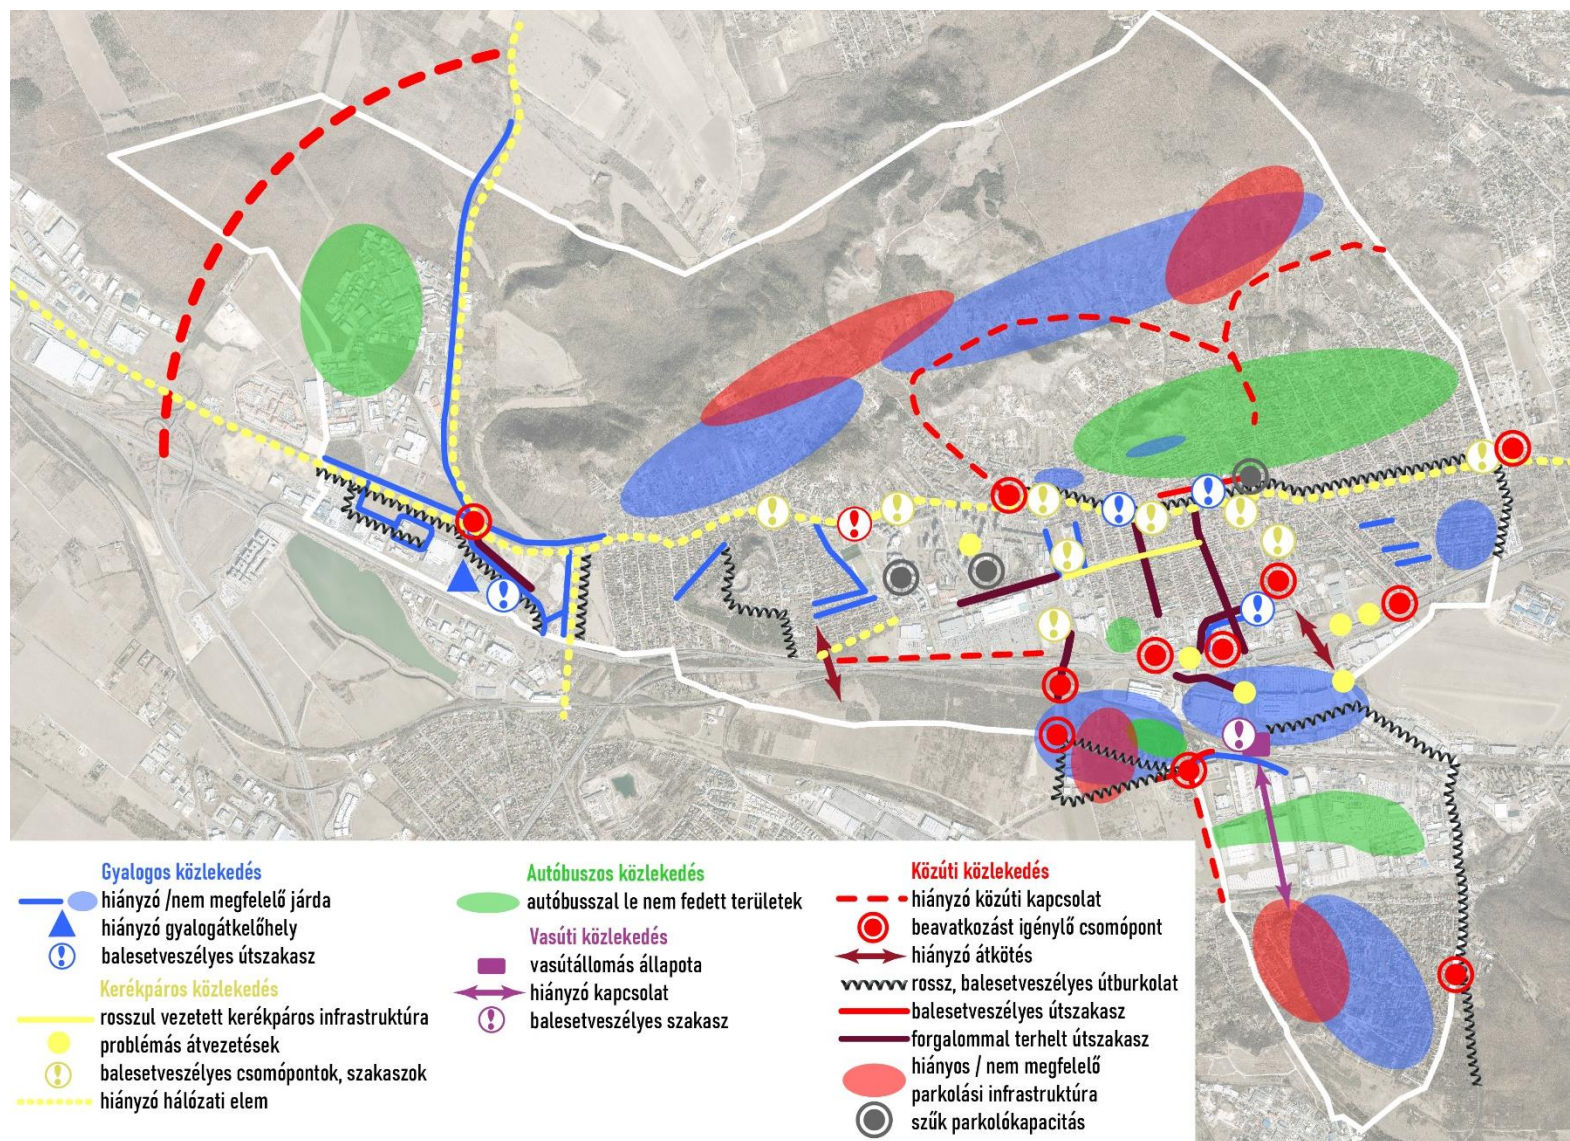 Gyalogos közlekedés
hiányzó /nem megfelelő járda
hiányzó gyalogátkelőhely
balesetveszélyes útszakasz
Kerékpáros közlekedés
rosszul vezetett kerékpáros infrastruktúra
problémás átvezetések
balesetveszélyes csomópontok, szakaszok
hiányzó hálózati elem
Autóbuszos közlekedés
autóbusszal le nem fedett területek
Vasúti közlekedés
vasútállomás állapota
hiányzó kapcsolat
balesetveszélyes szakasz
Közúti közlekedés
hiányzó közúti kapcsolat
beavatkozást igénylő csomópont
hiányzó átkötés
rossz, balesetveszélyes útburkolat
balesetveszélyes útszakasz
forgalommal terhelt útszakasz
hiányos / nem megfelelő
parkolási infrastruktúra
szűk parkolókapacitás